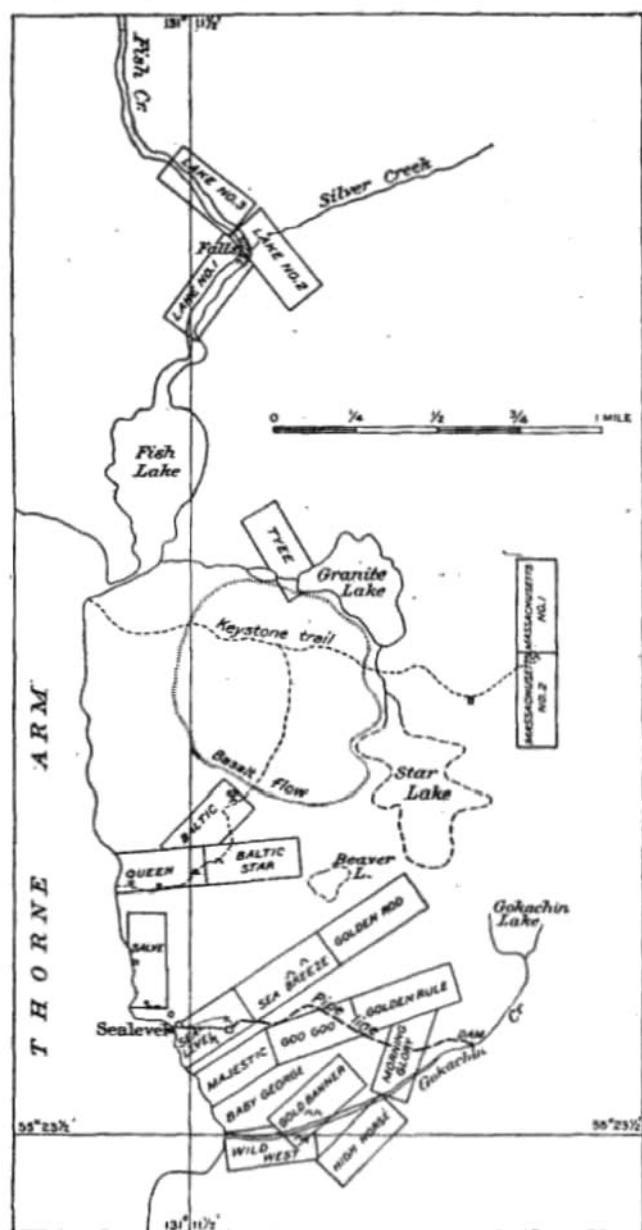 131° 11½'
Fish Cr.
LAKE NO. 3
Silver Creek
Falls
LAKE NO. 2
LAKE NO. 1
0 ¼ ½ ¾ 1 MILE
Fish
Lake
TYEE
Granite
Lake
MASSACHUSETTS
NO. 1
Keystone trail
MASSACHUSETTS
NO. 2
THORNE ARM
Basalt flow
Star
Lake
BALTIC
QUEEN
BALTIC
STAR
Beaver
L.
Gokachin
Lake
SALVE
GOLDEN ROD
SEA BREEZE
Pipe line
Sealever
SEA
LEVER
GOLDEN RULE
GOO GOO
MAJESTIC
DAM
MORNING
GLORY
Gokachin Cr
BABY GEORGE
GOLD BANNER
55° 23½'
55° 23½'
WILD
WEST
HIGH HORSE
131° 11½'